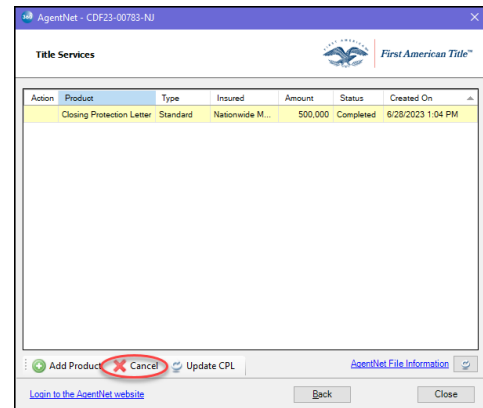 AgentNet - CDF23-00783-NJ
Title Services
First American Title™
Action Product Type Insured Amount Status Created On
Closing Protection Letter Standard Nationwide M... 500,000 Completed 6/28/2023 1:04 PM
Add Product Cancel Update CPL AgentNet File Information
Login to the AgentNet website Back Close